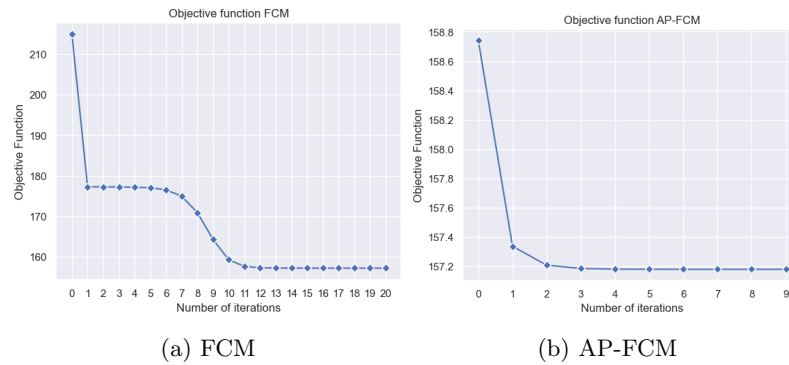 Objective function FCM
210
200
190
180
170
160
Objective Function
0 1 2 3 4 5 6 7 8 9 10 11 12 13 14 15 16 17 18 19 20
Number of iterations
(a) FCM
Objective function AP-FCM
158.8
158.6
158.4
158.2
158.0
157.8
157.6
157.4
157.2
Objective Function
0 1 2 3 4 5 6 7 8 9
Number of iterations
(b) AP-FCM